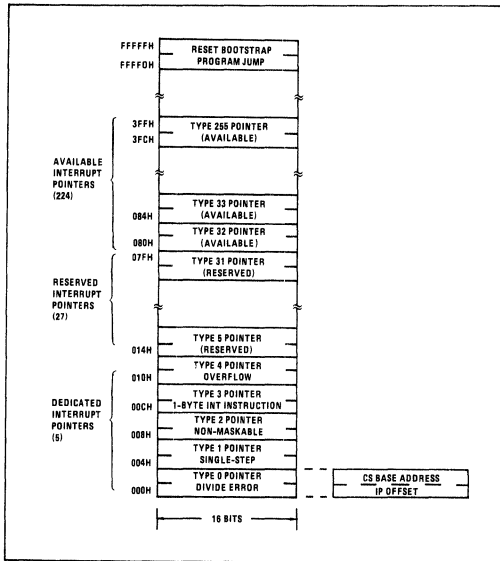 FFFFFH
RESET BOOTSTRAP
PROGRAM JUMP
FFFF0H
3FFH
TYPE 255 POINTER
(AVAILABLE)
3FCH
AVAILABLE
INTERRUPT
POINTERS
(224)
TYPE 33 POINTER
(AVAILABLE)
084H
TYPE 32 POINTER
(AVAILABLE)
080H
07FH
TYPE 31 POINTER
(RESERVED)
RESERVED
INTERRUPT
POINTERS
(27)
TYPE 5 POINTER
(RESERVED)
014H
TYPE 4 POINTER
OVERFLOW
010H
TYPE 3 POINTER
1-BYTE INT INSTRUCTION
00CH
DEDICATED
INTERRUPT
POINTERS
(5)
TYPE 2 POINTER
NON-MASKABLE
008H
TYPE 1 POINTER
SINGLE-STEP
004H
TYPE 0 POINTER
DIVIDE ERROR
000H
CS BASE ADDRESS
IP OFFSET
16 BITS